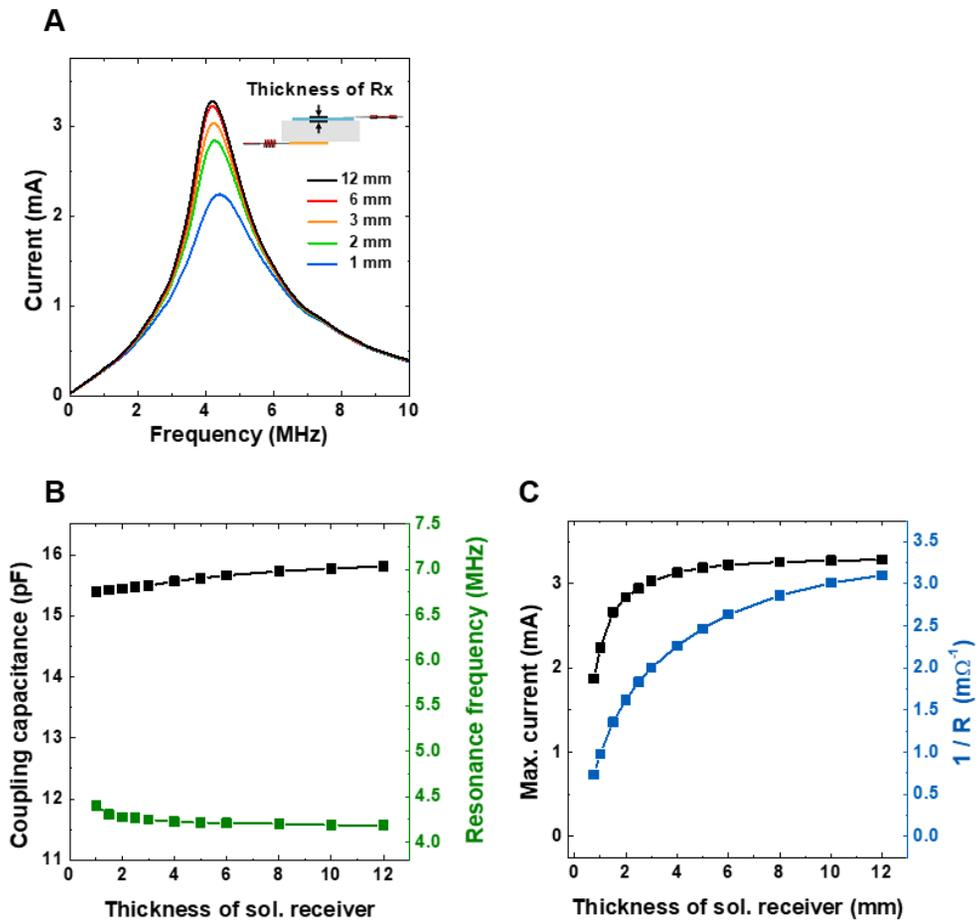 A
Thickness of Rx
12 mm
6 mm
3 mm
2 mm
1 mm
Current (mA)
3
2
1
0
0 2 4 6 8 10
Frequency (MHz)
B
Coupling capacitance (pF)
16
15
14
13
12
11
7.5
7.0
6.5
6.0
5.5
5.0
4.5
4.0
Resonance frequency (MHz)
0 2 4 6 8 10 12
Thickness of sol. receiver
C
Max. current (mA)
3
2
1
0
3.5
3.0
2.5
2.0
1.5
1.0
0.5
0.0
1 / R (mΩ⁻¹)
0 2 4 6 8 10 12
Thickness of sol. receiver (mm)